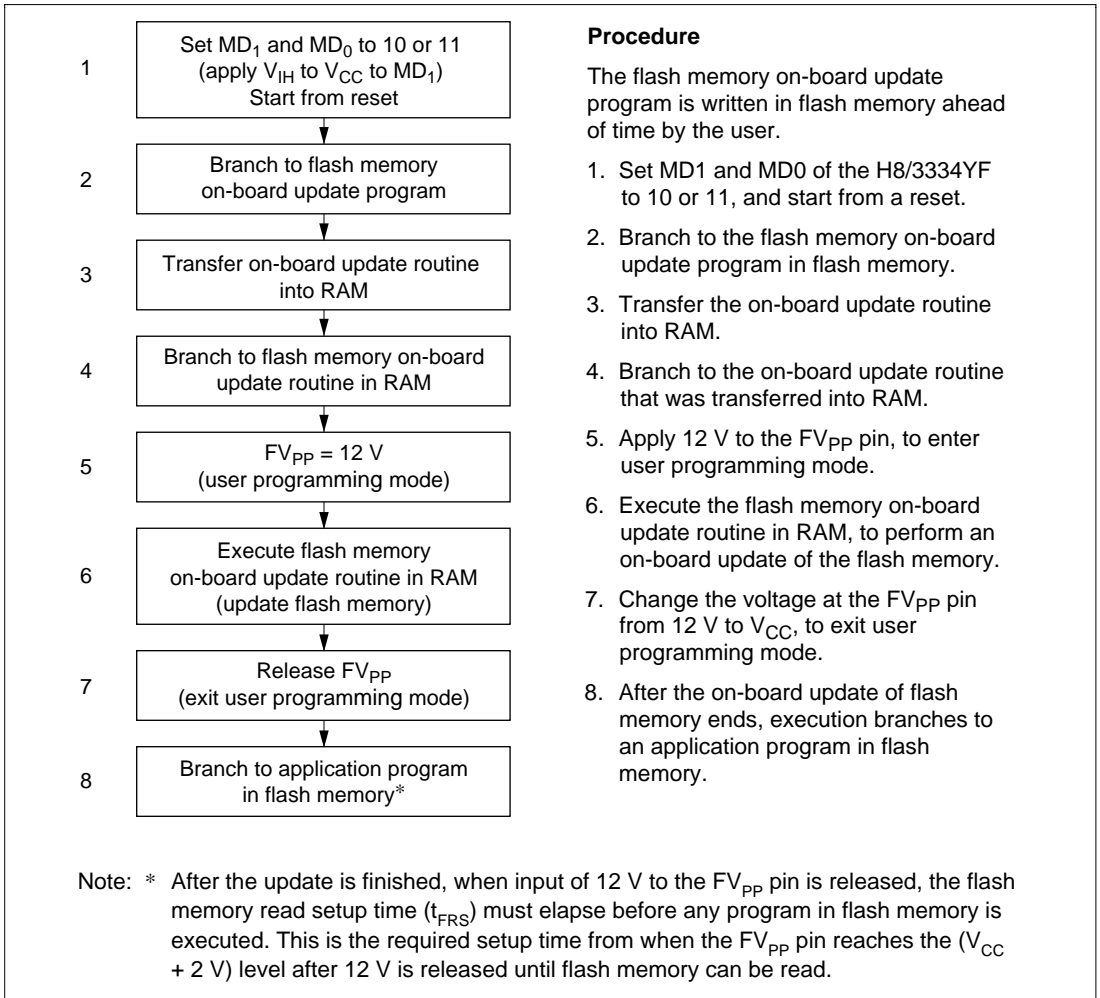 1
Set MD₁ and MD₀ to 10 or 11
(apply V_IH to V_CC to MD₁)
Start from reset
2
Branch to flash memory
on-board update program
3
Transfer on-board update routine
into RAM
4
Branch to flash memory on-board
update routine in RAM
5
FV_PP = 12 V
(user programming mode)
6
Execute flash memory
on-board update routine in RAM
(update flash memory)
7
Release FV_PP
(exit user programming mode)
8
Branch to application program
in flash memory*
Procedure
The flash memory on-board update
program is written in flash memory ahead
of time by the user.
1. Set MD1 and MD0 of the H8/3334YF
to 10 or 11, and start from a reset.
2. Branch to the flash memory on-board
update program in flash memory.
3. Transfer the on-board update routine
into RAM.
4. Branch to the on-board update routine
that was transferred into RAM.
5. Apply 12 V to the FV_PP pin, to enter
user programming mode.
6. Execute the flash memory on-board
update routine in RAM, to perform an
on-board update of the flash memory.
7. Change the voltage at the FV_PP pin
from 12 V to V_CC, to exit user
programming mode.
8. After the on-board update of flash
memory ends, execution branches to
an application program in flash
memory.
Note: * After the update is finished, when input of 12 V to the FV_PP pin is released, the flash
memory read setup time (t_FRS) must elapse before any program in flash memory is
executed. This is the required setup time from when the FV_PP pin reaches the (V_CC
+ 2 V) level after 12 V is released until flash memory can be read.